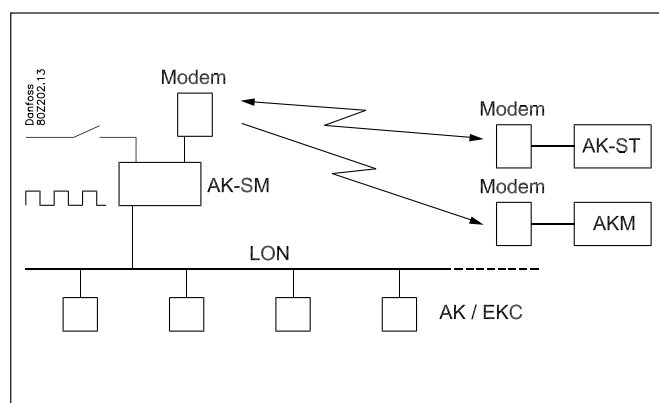 Danfoss
80Z202.13
Modem
AK-SM
Modem
AK-ST
Modem
AKM
LON
AK / EKC